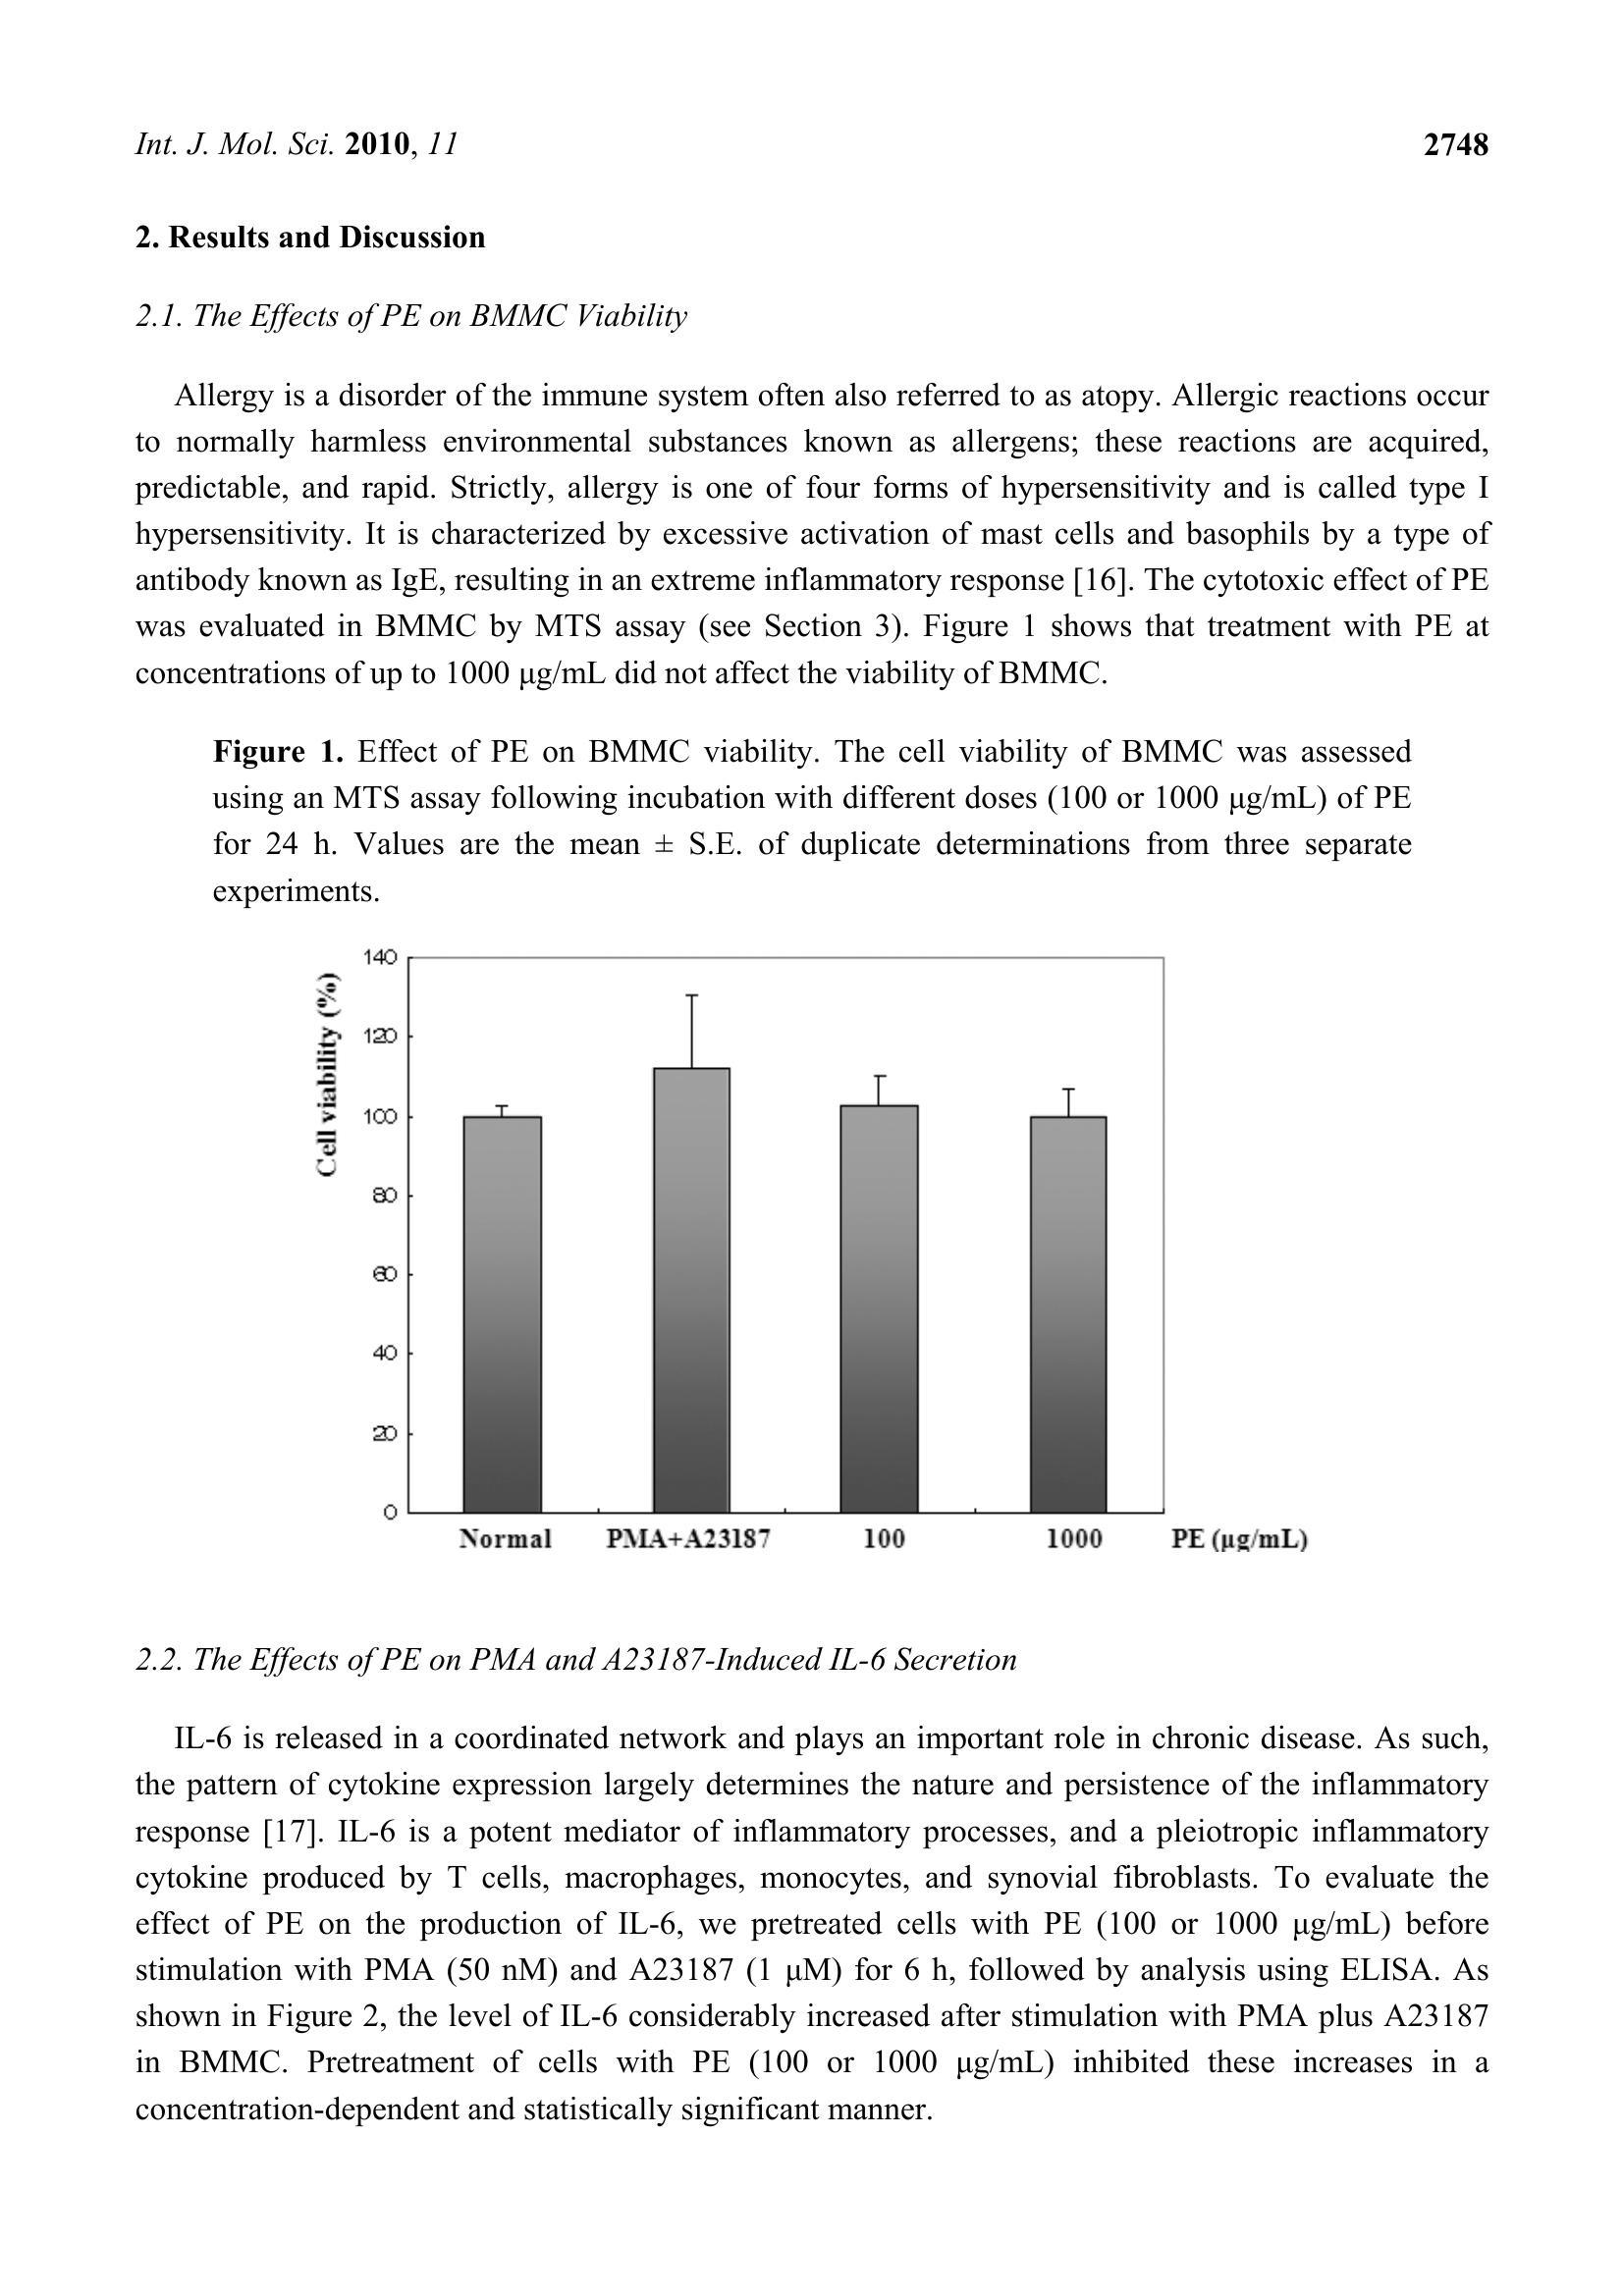 Int. J. Mol. Sci. 2010, 11 2748
2. Results and Discussion
2.1. The Effects of PE on BMMC Viability
Allergy is a disorder of the immune system often also referred to as atopy. Allergic reactions occur
to normally harmless environmental substances known as allergens; these reactions are acquired,
predictable, and rapid. Strictly, allergy is one of four forms of hypersensitivity and is called type I
hypersensitivity. It is characterized by excessive activation of mast cells and basophils by a type of
antibody known as IgE, resulting in an extreme inflammatory response [16]. The cytotoxic effect of PE
was evaluated in BMMC by MTS assay (see Section 3). Figure 1 shows that treatment with PE at
concentrations of up to 1000 μg/mL did not affect the viability of BMMC.
Figure 1. Effect of PE on BMMC viability. The cell viability of BMMC was assessed
using an MTS assay following incubation with different doses (100 or 1000 μg/mL) of PE
for 24 h. Values are the mean ± S.E. of duplicate determinations from three separate
experiments.
Cell viability (%)
140
120
100
80
60
40
20
0
Normal PMA+A23187 100 1000 PE (μg/mL)
2.2. The Effects of PE on PMA and A23187-Induced IL-6 Secretion
IL-6 is released in a coordinated network and plays an important role in chronic disease. As such,
the pattern of cytokine expression largely determines the nature and persistence of the inflammatory
response [17]. IL-6 is a potent mediator of inflammatory processes, and a pleiotropic inflammatory
cytokine produced by T cells, macrophages, monocytes, and synovial fibroblasts. To evaluate the
effect of PE on the production of IL-6, we pretreated cells with PE (100 or 1000 μg/mL) before
stimulation with PMA (50 nM) and A23187 (1 μM) for 6 h, followed by analysis using ELISA. As
shown in Figure 2, the level of IL-6 considerably increased after stimulation with PMA plus A23187
in BMMC. Pretreatment of cells with PE (100 or 1000 μg/mL) inhibited these increases in a
concentration-dependent and statistically significant manner.